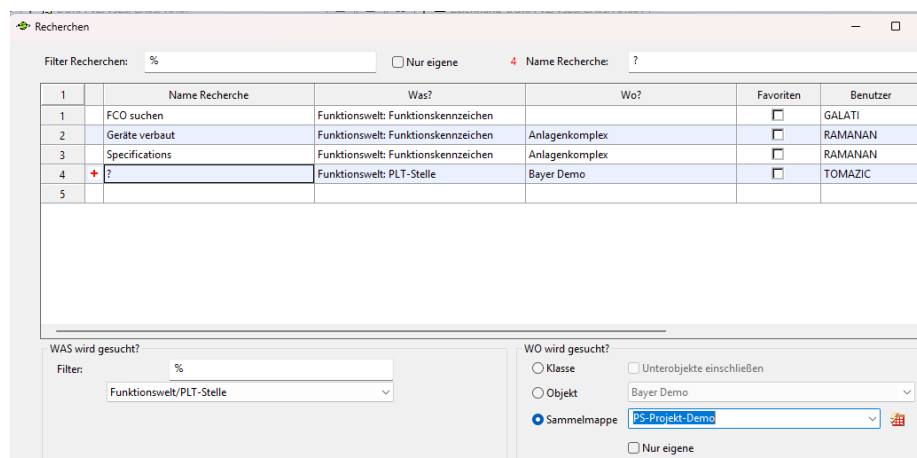 Recherchen
Filter Recherchen: % Nur eigene 4 Name Recherche: ?
1 Name Recherche Was? Wo? Favoriten Benutzer
1 FCO suchen Funktionswelt: Funktionskennzeichen GALATI
2 Geräte verbaut Funktionswelt: Funktionskennzeichen Anlagenkomplex RAMANAN
3 Specifications Funktionswelt: Funktionskennzeichen Anlagenkomplex RAMANAN
4 + ? Funktionswelt: PLT-Stelle Bayer Demo TOMAZIC
5
WAS wird gesucht?
Filter: %
Funktionswelt/PLT-Stelle
WO wird gesucht?
Klasse Unterobjekte einschließen
Objekt Bayer Demo
Sammelmappe PS-Projekt-Demo
Nur eigene